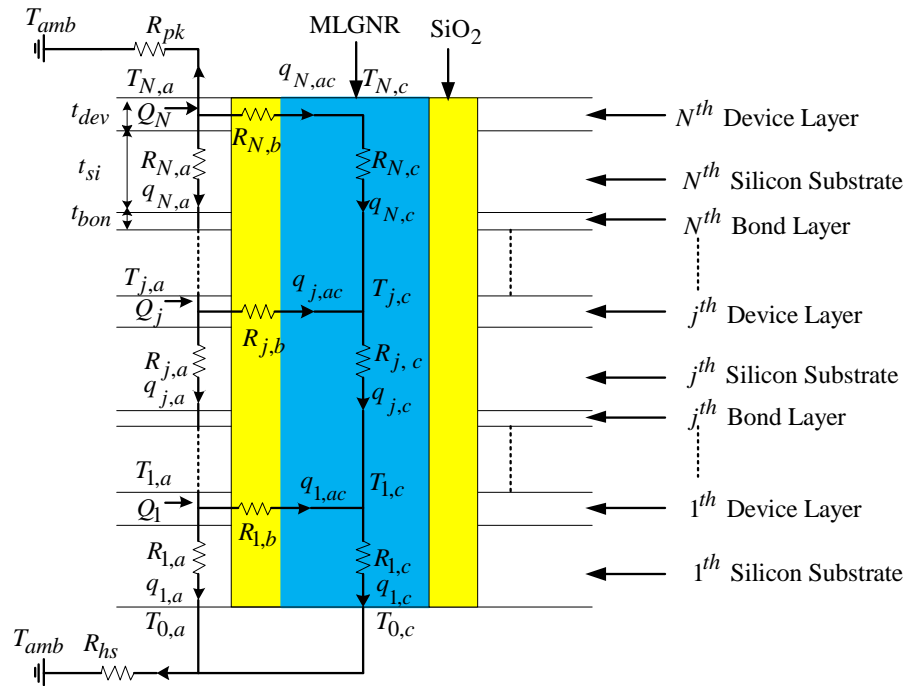 T_amb
R_pk
MLGNR
SiO₂
T_N,a
q_N,ac
T_N,c
t_dev
Q_N
R_N,b
N^th Device Layer
t_si
R_N,a
R_N,c
N^th Silicon Substrate
q_N,a
q_N,c
t_bon
N^th Bond Layer
T_j,a
q_j,ac
T_j,c
Q_j
R_j,b
j^th Device Layer
R_j,a
R_j, c
j^th Silicon Substrate
q_j,a
q_j,c
j^th Bond Layer
T_1,a
q_1,ac
T_1,c
Q_1
R_1,b
1^th Device Layer
R_1,a
R_1,c
1^th Silicon Substrate
q_1,a
q_1,c
T_0,a
T_0,c
T_amb
R_hs